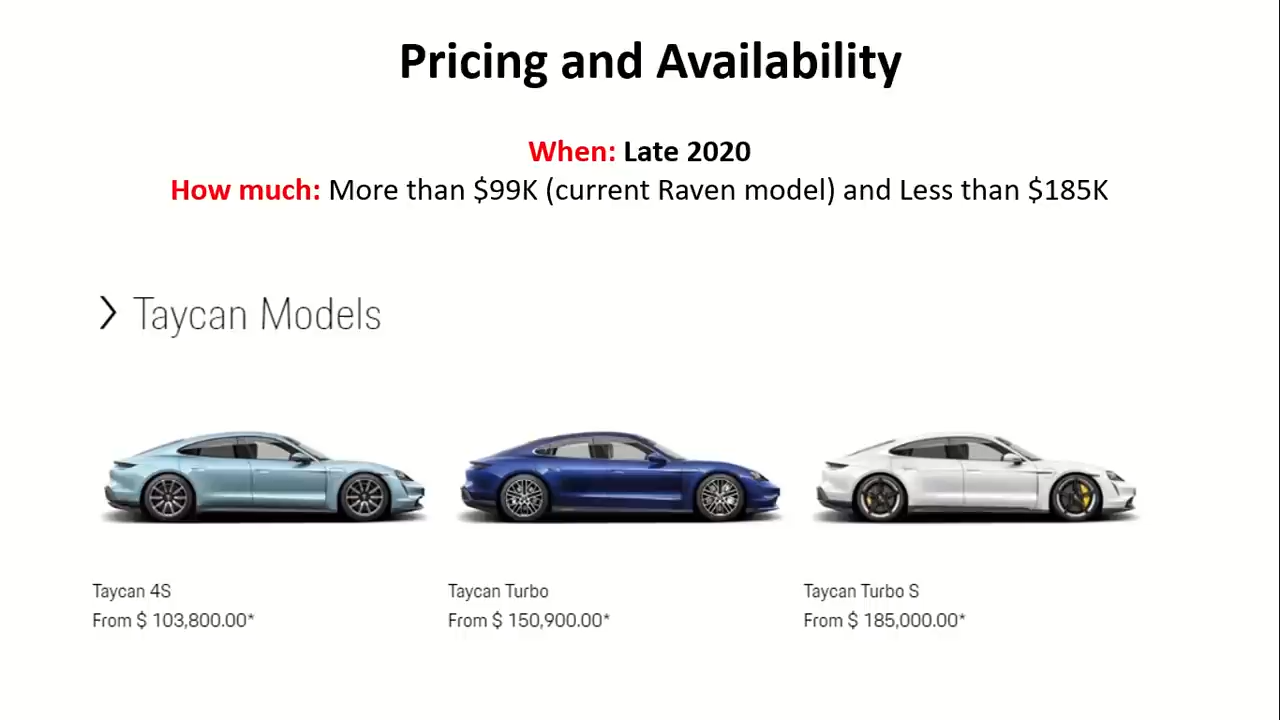 Pricing and Availability
When: Late 2020
How much: More than $99K (current Raven model) and Less than $185K
Taycan Models
Taycan 4S
From $ 103,800.00*
Taycan Turbo
From $ 150,900.00*
Taycan Turbo S
From $ 185,000.00*